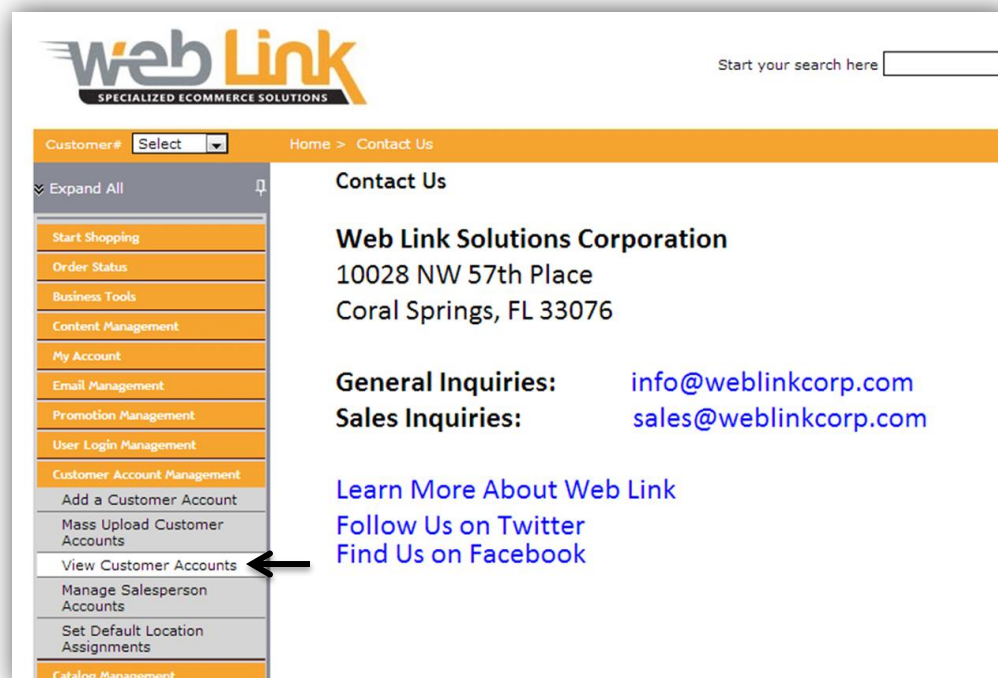 web Link
SPECIALIZED ECOMMERCE SOLUTIONS
Start your search here
Customer# Select
Home > Contact Us
Expand All
Start Shopping
Order Status
Business Tools
Content Management
My Account
Email Management
Promotion Management
User Login Management
Customer Account Management
Add a Customer Account
Mass Upload Customer
Accounts
View Customer Accounts
Manage Salesperson
Accounts
Set Default Location
Assignments
Catalog Management
Contact Us
Web Link Solutions Corporation
10028 NW 57th Place
Coral Springs, FL 33076
General Inquiries: info@weblinkcorp.com
Sales Inquiries: sales@weblinkcorp.com
Learn More About Web Link
Follow Us on Twitter
Find Us on Facebook